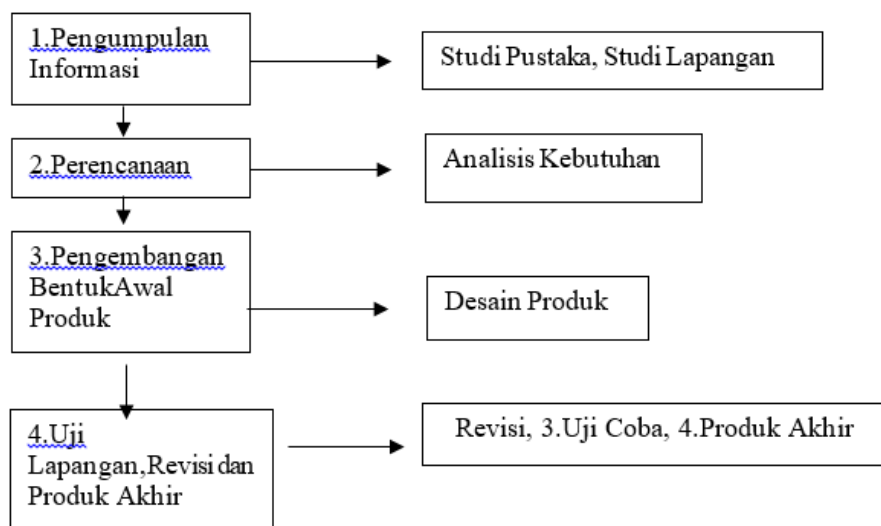 1.Pengumpulan
Informasi
Studi Pustaka, Studi Lapangan
2.Perencanaan
Analisis Kebutuhan
3.Pengembangan
BentukAwal
Produk
Desain Produk
4.Uji
Lapangan,Revisi dan
Produk Akhir
Revisi, 3.Uji Coba, 4.Produk Akhir